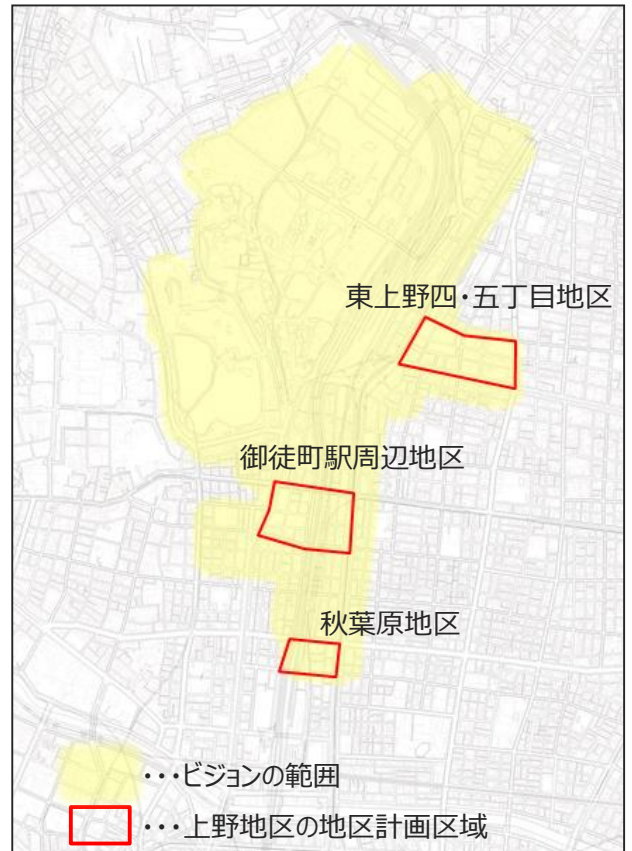 東上野四・五丁目地区
御徒町駅周辺地区
秋葉原地区
・・・ビジョンの範囲
・・・上野地区の地区計画区域